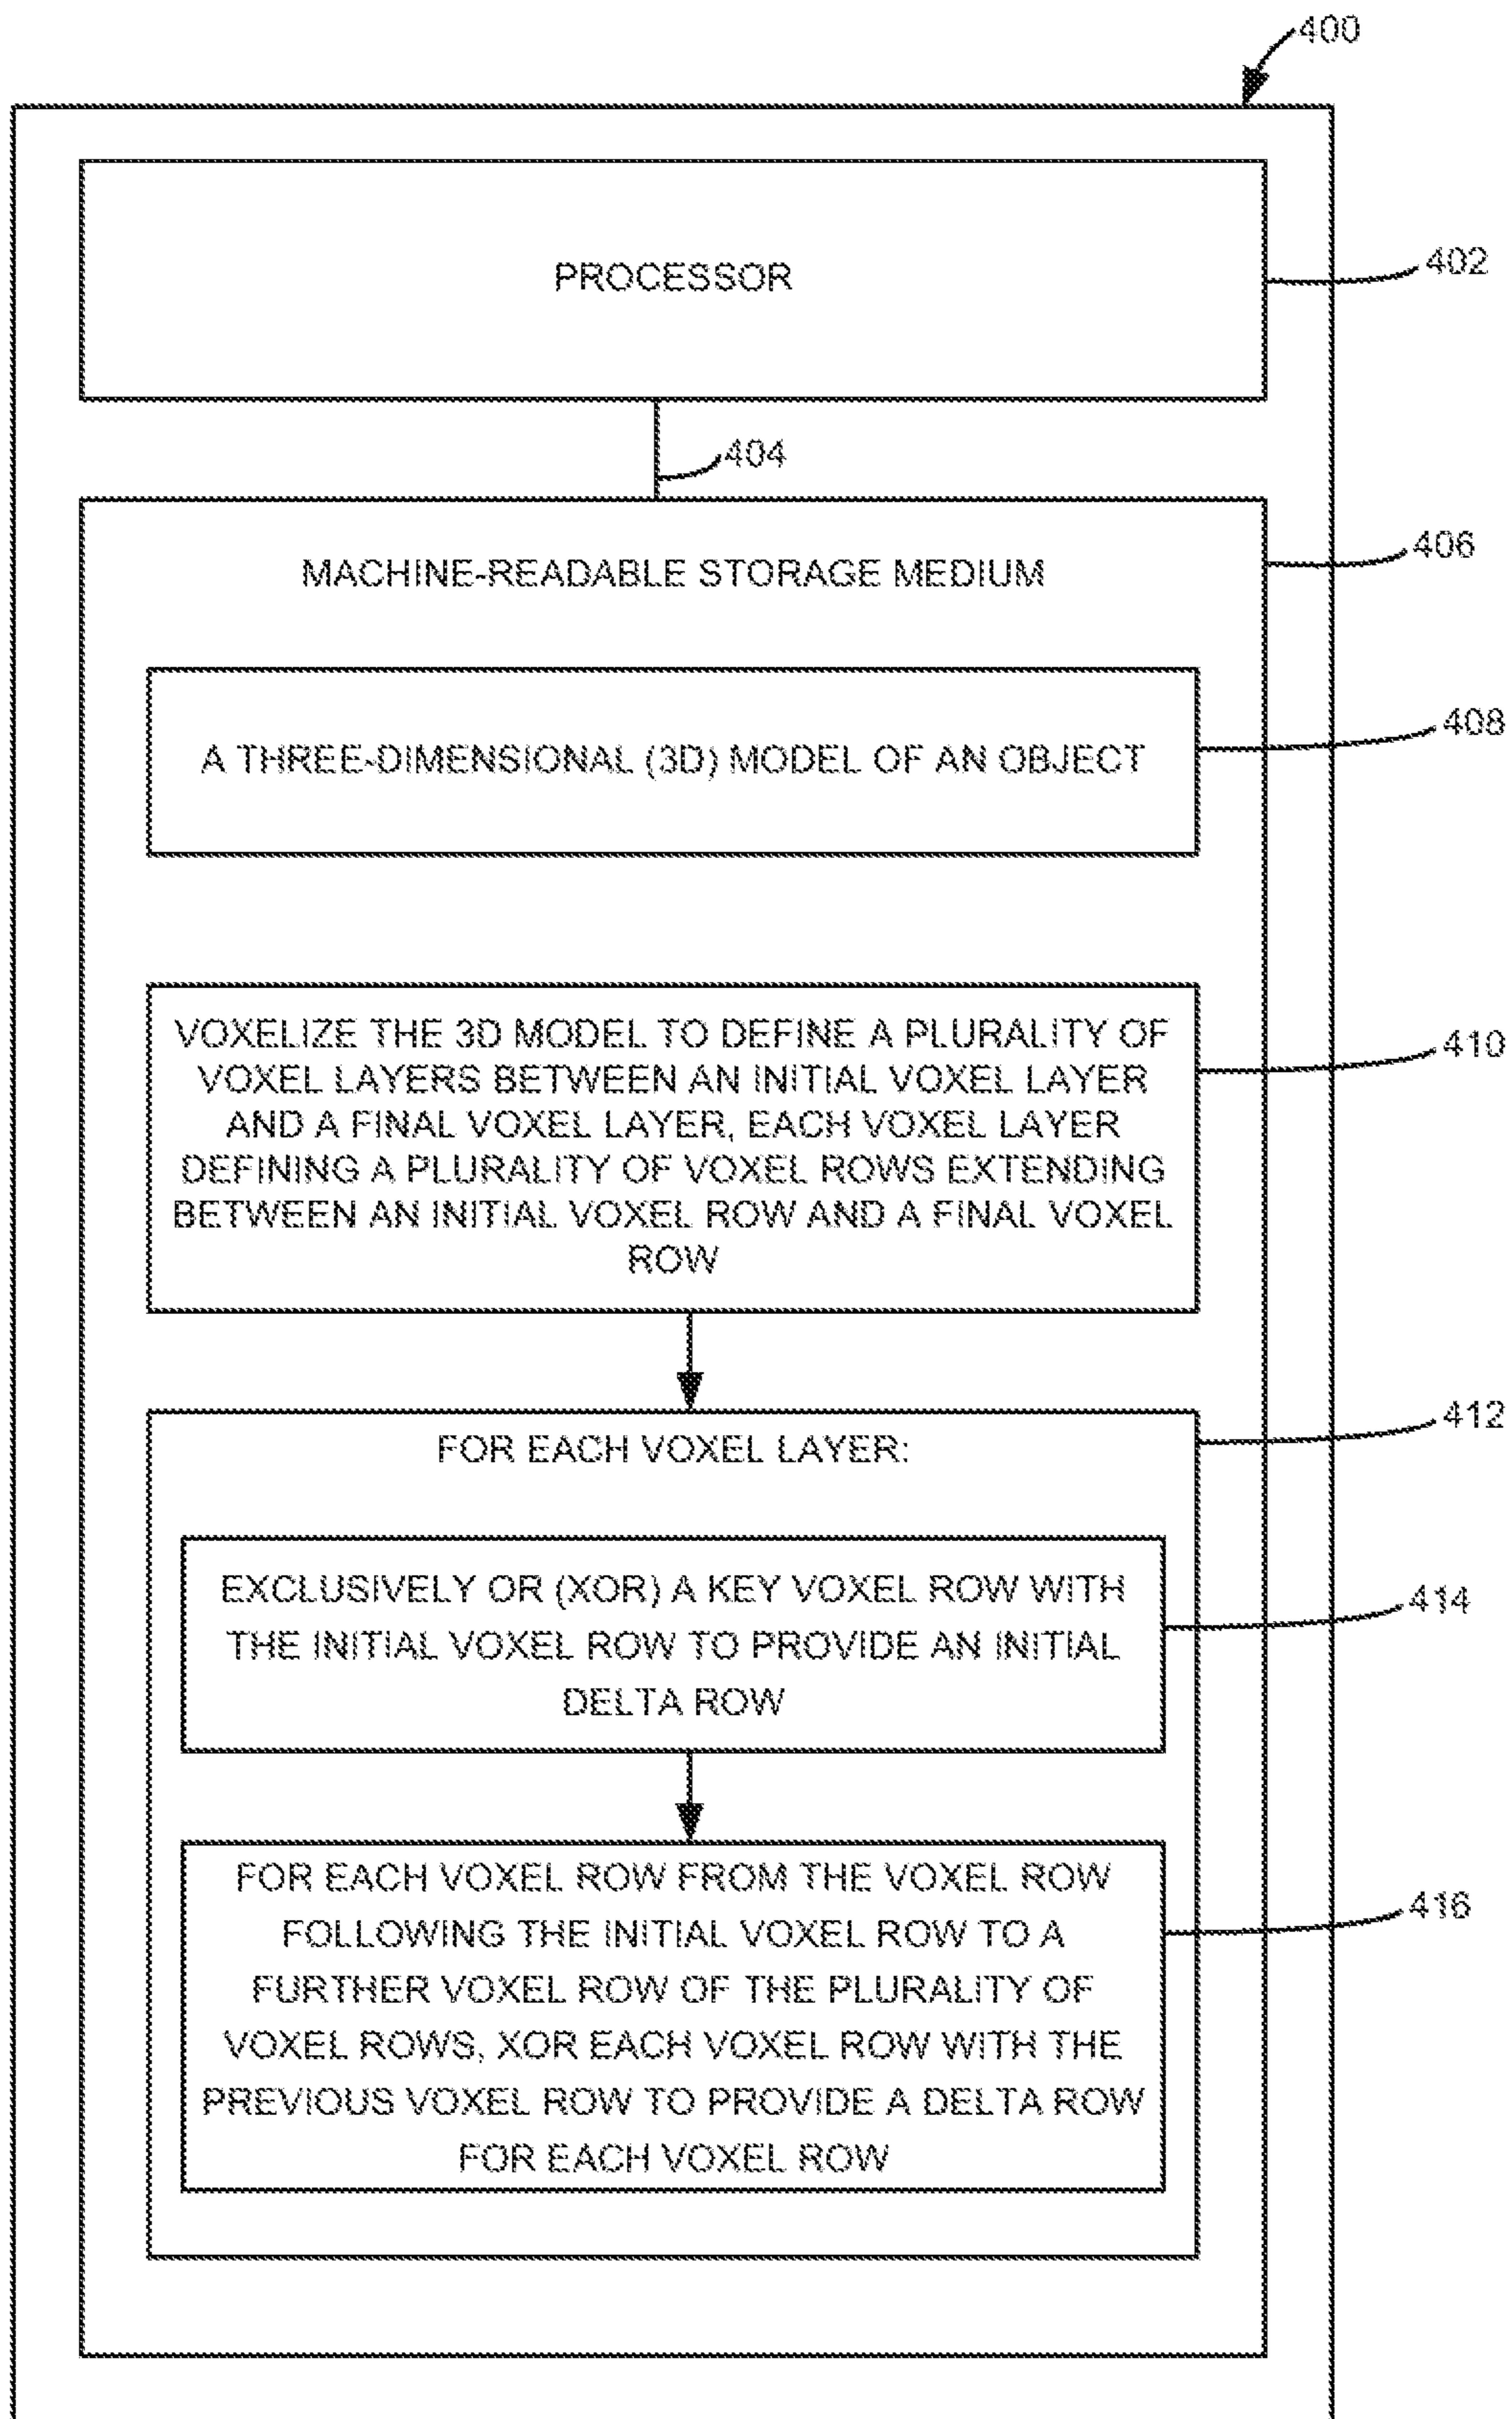 400
PROCESSOR
402
404
MACHINE-READABLE STORAGE MEDIUM
406
A THREE-DIMENSIONAL (3D) MODEL OF AN OBJECT
408
VOXELIZE THE 3D MODEL TO DEFINE A PLURALITY OF
VOXEL LAYERS BETWEEN AN INITIAL VOXEL LAYER
AND A FINAL VOXEL LAYER, EACH VOXEL LAYER
DEFINING A PLURALITY OF VOXEL ROWS EXTENDING
BETWEEN AN INITIAL VOXEL ROW AND A FINAL VOXEL
ROW
410
FOR EACH VOXEL LAYER:
412
EXCLUSIVELY OR (XOR) A KEY VOXEL ROW WITH
THE INITIAL VOXEL ROW TO PROVIDE AN INITIAL
DELTA ROW
414
FOR EACH VOXEL ROW FROM THE VOXEL ROW
FOLLOWING THE INITIAL VOXEL ROW TO A
FURTHER VOXEL ROW OF THE PLURALITY OF
VOXEL ROWS, XOR EACH VOXEL ROW WITH THE
PREVIOUS VOXEL ROW TO PROVIDE A DELTA ROW
FOR EACH VOXEL ROW
416